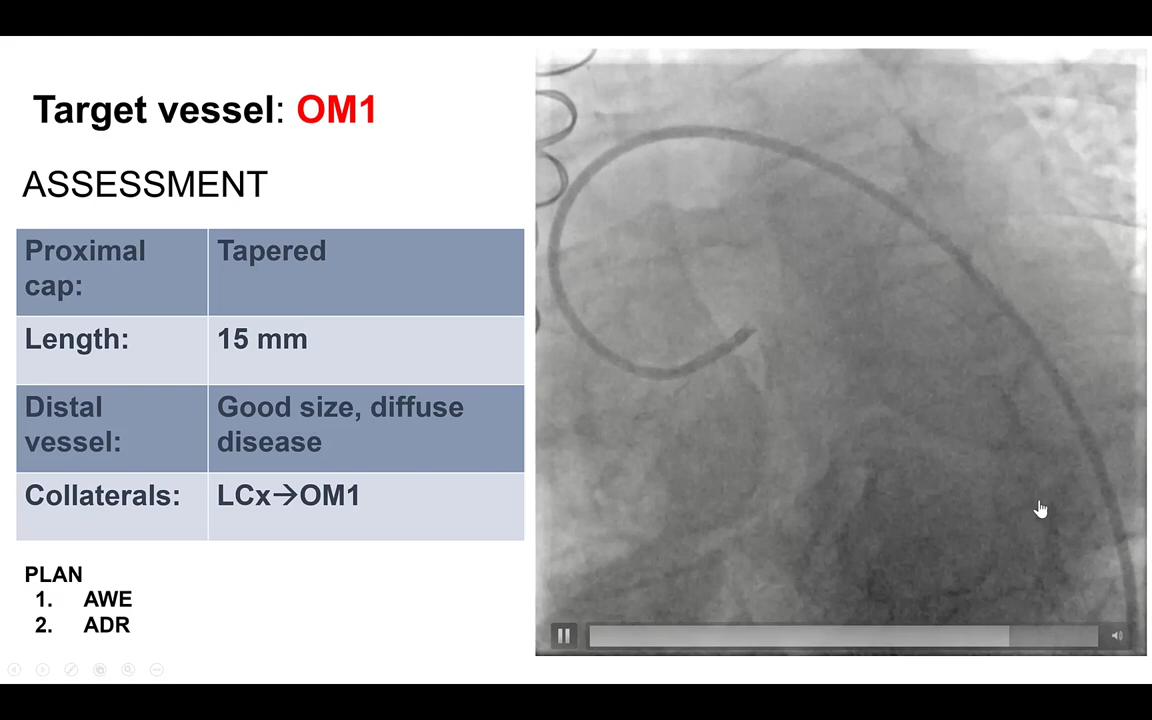 Target vessel: OM1
ASSESSMENT
Proximal
cap:
Tapered
Length:
15 mm
Distal
vessel:
Good size, diffuse
disease
Collaterals:
LCx→OM1
PLAN
1. AWE
2. ADR